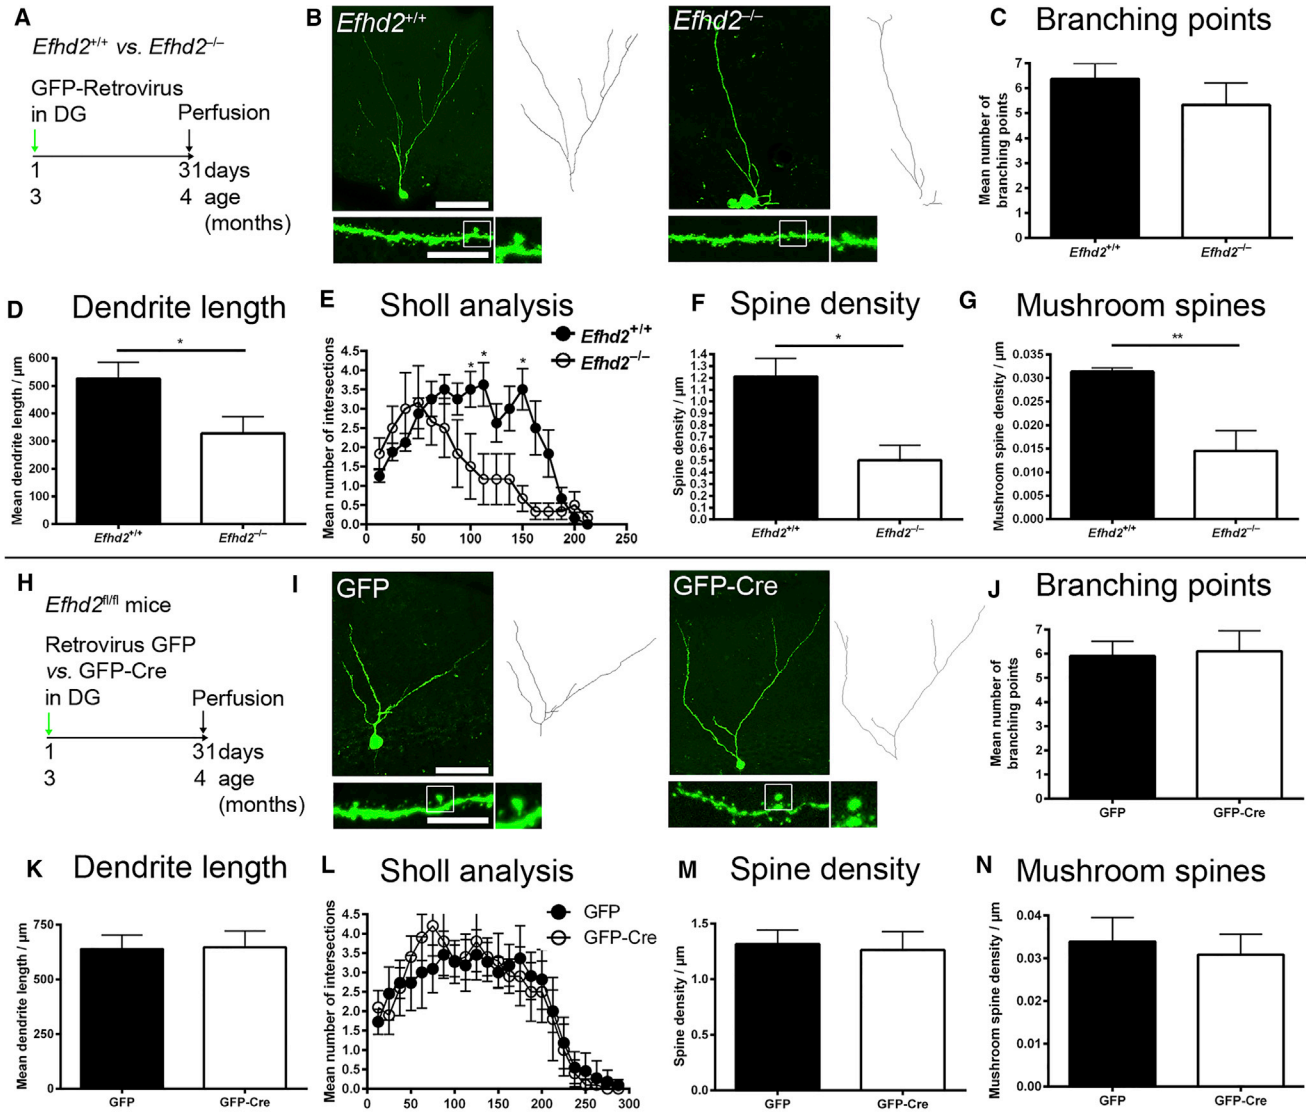 A
Efhd2+/+ vs. Efhd2–/–
GFP-Retrovirus
in DG
Perfusion
1 31 days
3 4 age
(months)
B
Efhd2+/+
Efhd2–/–
C
Branching points
Mean number of
branching points
7
6
5
4
3
2
1
0
Efhd2+/+
Efhd2–/–
D
Dendrite length
Mean dendrite length / µm
600
500
400
300
200
100
0
*
Efhd2+/+
Efhd2–/–
E
Sholl analysis
Efhd2+/+
Efhd2–/–
Mean number of intersections
4.5
4.0
3.5
3.0
2.5
2.0
1.5
1.0
0.5
0.0
* * *
0 50 100 150 200 250
F
Spine density
Spine density / µm
1.4
1.3
1.2
1.1
1.0
0.9
0.8
0.7
0.6
0.5
0.4
0.3
0.2
0.1
0.0
*
Efhd2+/+
Efhd2–/–
G
Mushroom spines
Mushroom spine density / µm
0.035
0.030
0.025
0.020
0.015
0.010
0.005
0.000
**
Efhd2+/+
Efhd2–/–
H
Efhd2fl/fl mice
Retrovirus GFP
vs. GFP-Cre
in DG
Perfusion
1 31 days
3 4 age
(months)
I
GFP
GFP-Cre
J
Branching points
Mean number of
branching points
7
6
5
4
3
2
1
0
GFP
GFP-Cre
K
Dendrite length
Mean dendrite length / µm
750
500
250
0
GFP
GFP-Cre
L
Sholl analysis
GFP
GFP-Cre
Mean number of intersections
4.5
4.0
3.5
3.0
2.5
2.0
1.5
1.0
0.5
0.0
0 50 100 150 200 250 300
M
Spine density
Spine density / µm
1.5
1.0
0.5
0.0
GFP
GFP-Cre
N
Mushroom spines
Mushroom spine density / µm
0.04
0.03
0.02
0.01
0.00
GFP
GFP-Cre